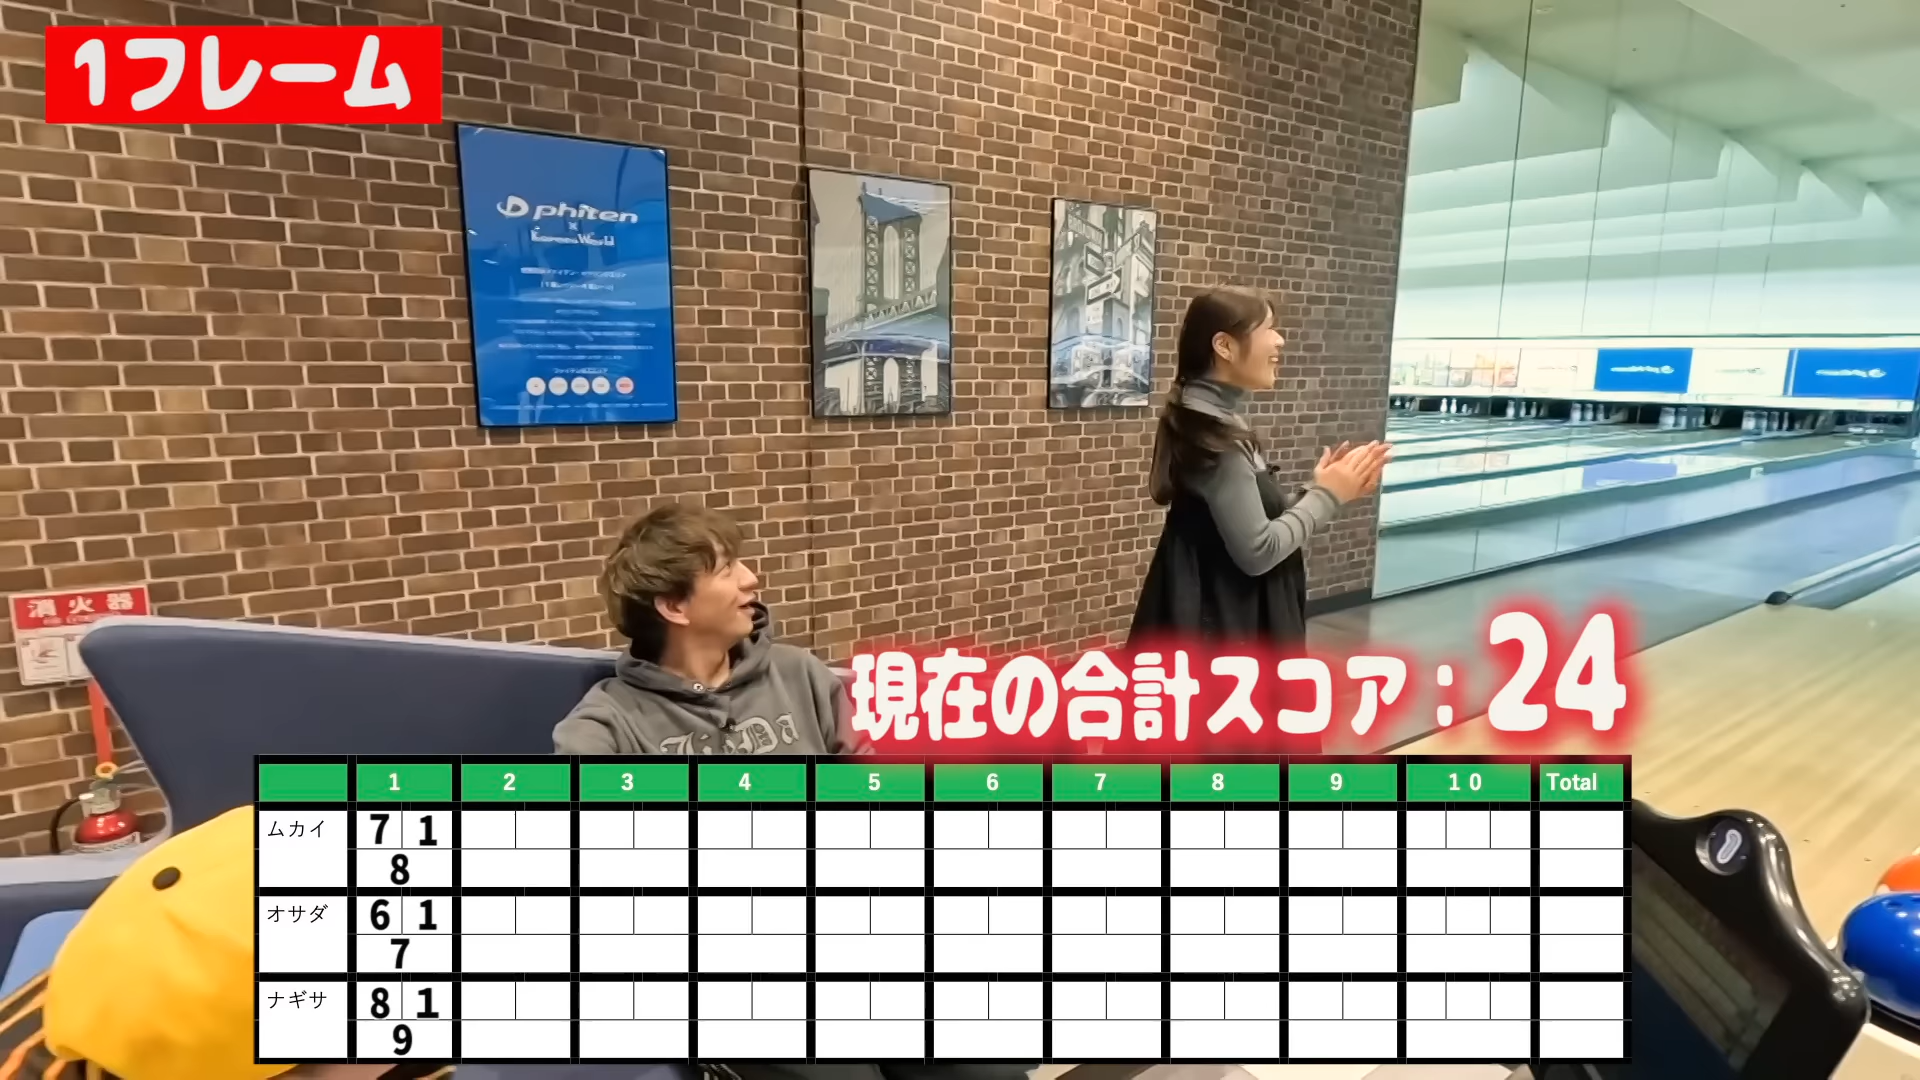 1フレーム
phiten
×
消火器
現在の合計スコア：24
1 2 3 4 5 6 7 8 9 10 Total
ムカイ 7 1
8
オサダ 6 1
7
ナギサ 8 1
9